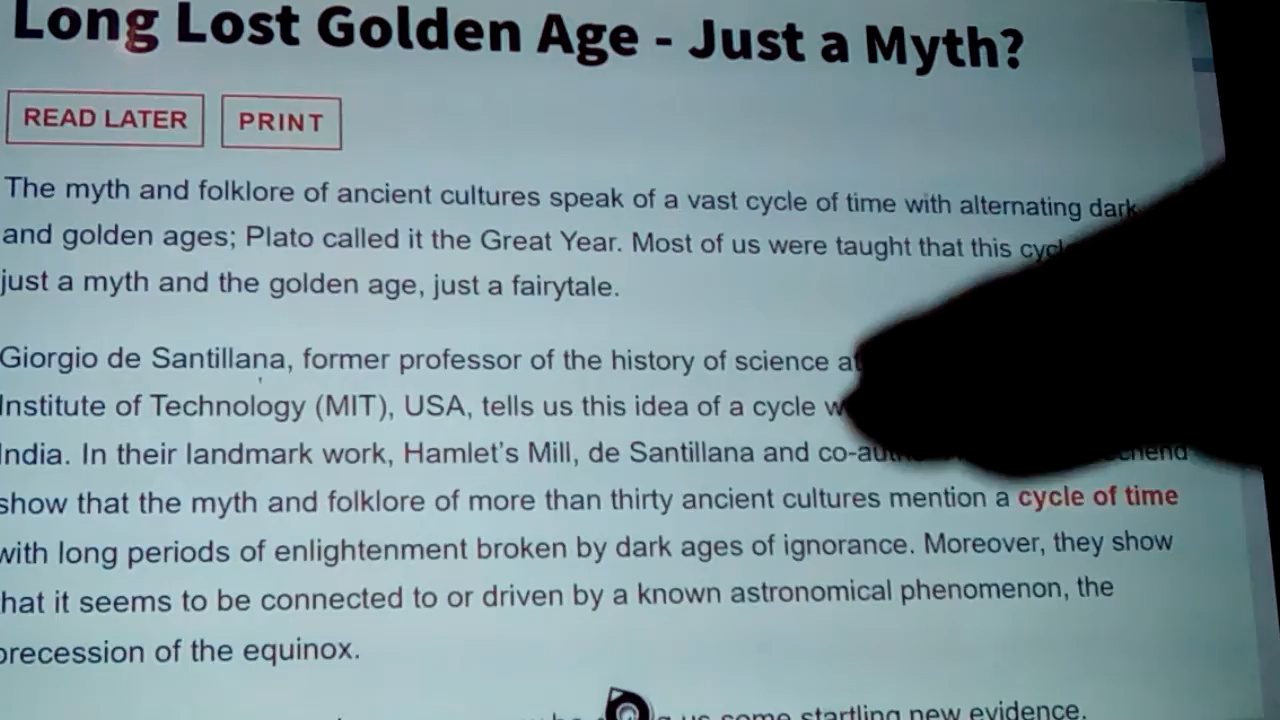 Long Lost Golden Age - Just a Myth?
READ LATER PRINT
The myth and folklore of ancient cultures speak of a vast cycle of time with alternating dark
and golden ages; Plato called it the Great Year. Most of us were taught that this
just a myth and the golden age, just a fairytale.
Giorgio de Santillana, former professor of the history of science at
Institute of Technology (MIT), USA, tells us this idea of a cycle
India. In their landmark work, Hamlet's Mill, de Santillana and
show that the myth and folklore of more than thirty ancient cultures mention a cycle of time
with long periods of enlightenment broken by dark ages of ignorance. Moreover, they show
hat it seems to be connected to or driven by a known astronomical phenomenon, the
precession of the equinox.
us some startling new evidence.